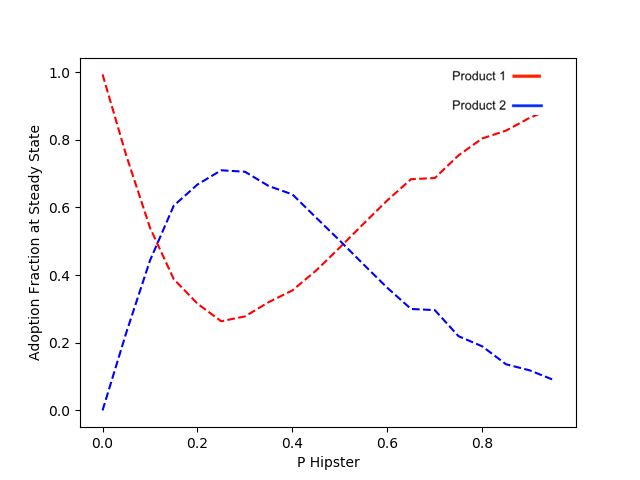 Product 1
Product 2
Adoption Fraction at Steady State
1.0
0.8
0.6
0.4
0.2
0.0
0.0 0.2 0.4 0.6 0.8
P Hipster